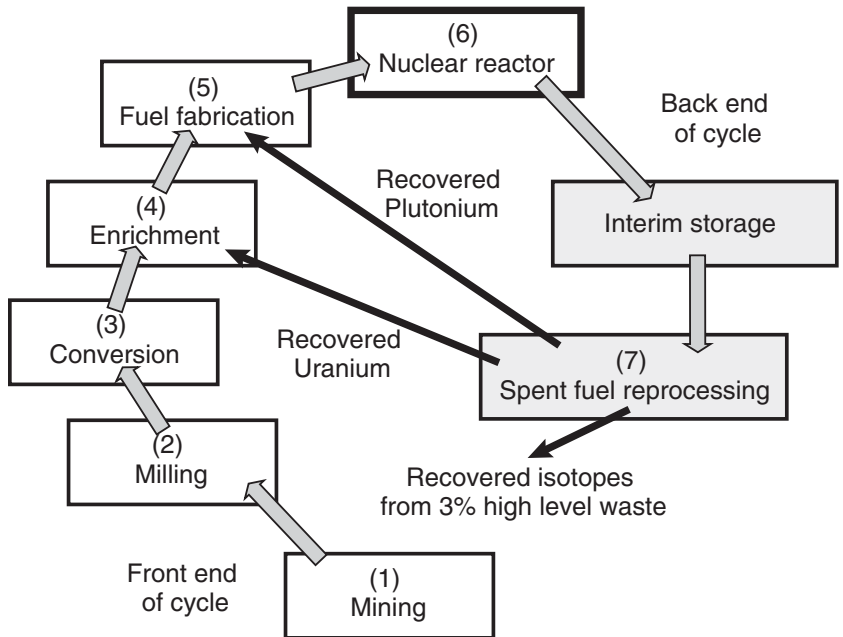 (6)
Nuclear reactor
(5)
Fuel fabrication
Back end
of cycle
Recovered
Plutonium
(4)
Enrichment
Interim storage
(3)
Conversion
Recovered
Uranium
(7)
Spent fuel reprocessing
(2)
Milling
Recovered isotopes
from 3% high level waste
Front end
of cycle
(1)
Mining